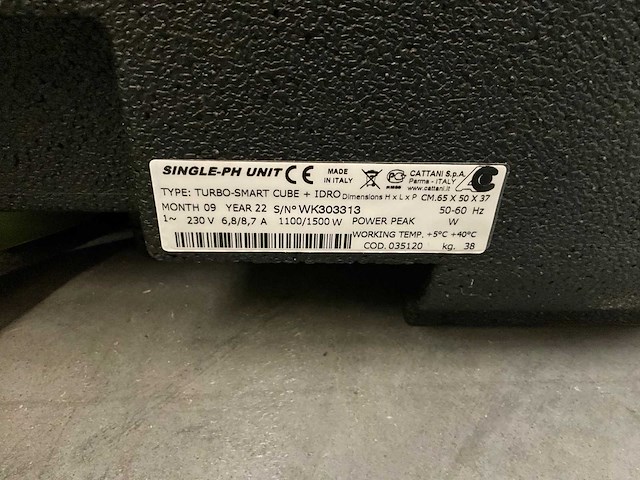 SINGLE-PH UNIT CE MADE IN ITALY CATTANI S.p.A. Parma - ITALY www.cattani.it AC
TYPE: TURBO-SMART CUBE + IDRO Dimensions H x L x P CM.65 X 50 X 37
MONTH 09 YEAR 22 S/N° WK303313 50-60 Hz
1~ 230 V 6,8/8,7 A 1100/1500 W POWER PEAK W
WORKING TEMP. +5°C +40°C
COD. 035120 kg. 38